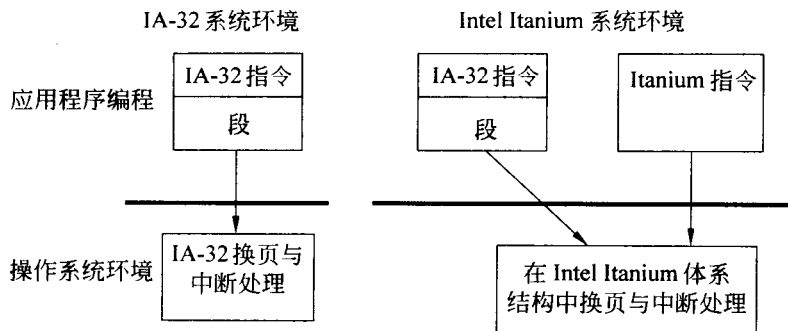 IA-32 系统环境
Intel Itanium 系统环境
应用程序编程
IA-32 指令
段
IA-32 指令
段
Itanium 指令
操作系统环境
IA-32 换页与
中断处理
在 Intel Itanium 体系
结构中换页与中断处理